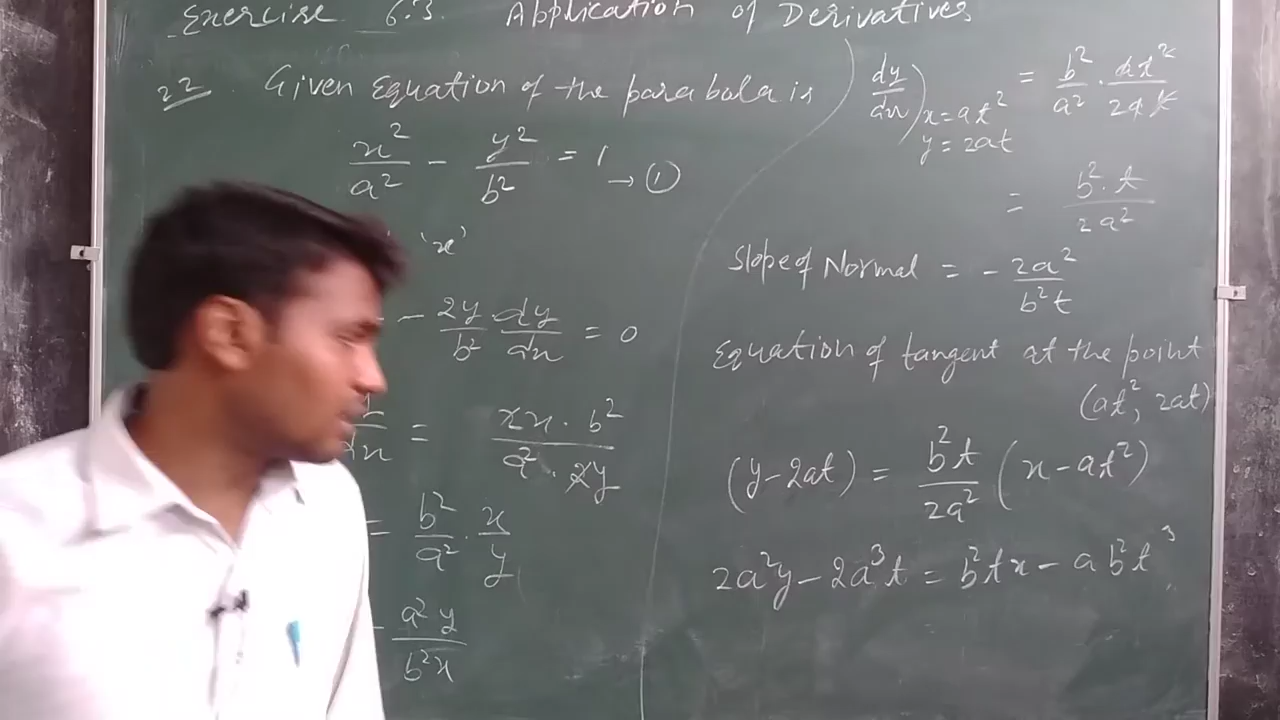 Exercise 6.3. Application of Derivatives
22. Given Equation of the parabola is
x²/a² - y²/b² = 1 → ①
'x'
- 2y/b² dy/dx = 0
= 2x · b² / a² · 2y
= b²/a² · x/y
a²y / b²x
dy/dx) x=at² y=2at = b²/a² · at²/2at
= b² · t / 2a²
Slope of Normal = - 2a²/b²t
Equation of tangent at the point
(at², 2at)
(y-2at) = b²t/2a² (x-at²)
2a²y - 2a³t = b²tx - ab²t³